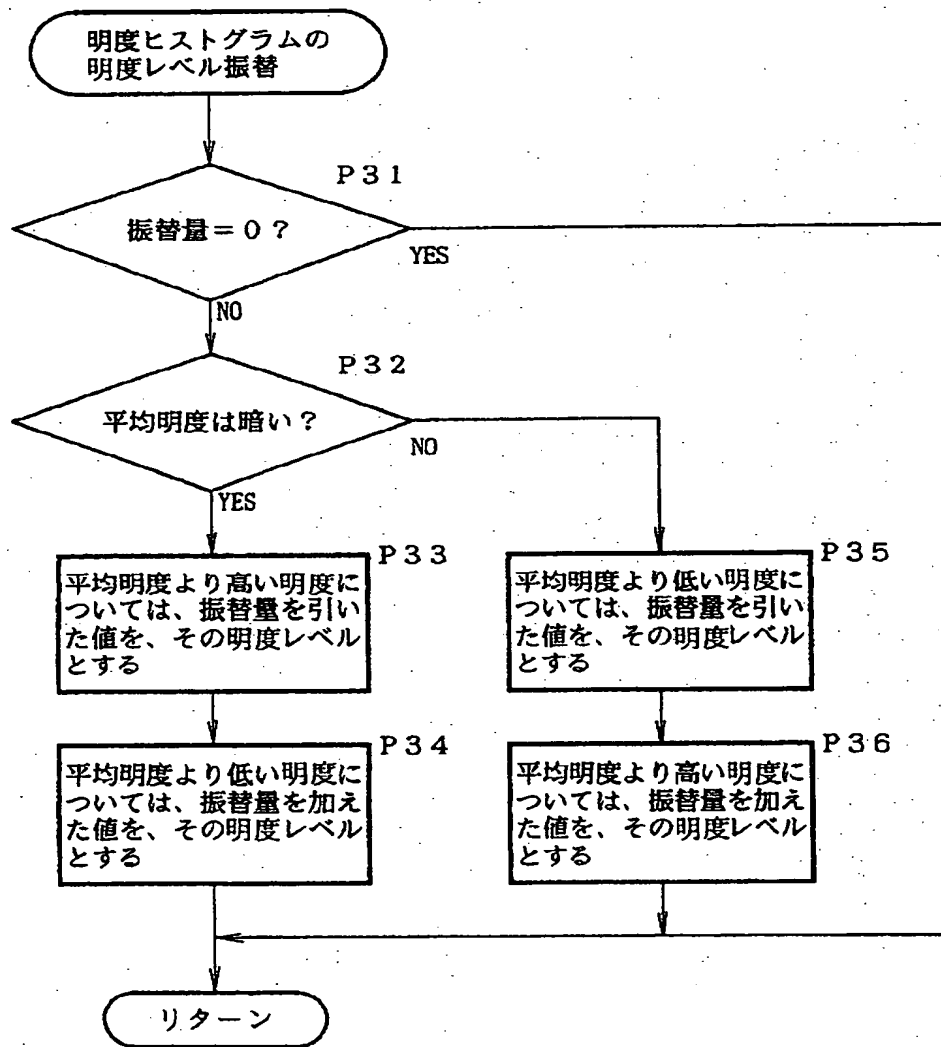 明度ヒストグラムの
明度レベル振替
P31
振替量=0?
YES
NO
P32
平均明度は暗い?
NO
YES
P33
平均明度より高い明度に
ついては、振替量を引い
た値を、その明度レベル
とする
P35
平均明度より低い明度に
ついては、振替量を引い
た値を、その明度レベル
とする
P34
平均明度より低い明度に
ついては、振替量を加え
た値を、その明度レベル
とする
P36
平均明度より高い明度に
ついては、振替量を加え
た値を、その明度レベル
とする
リターン